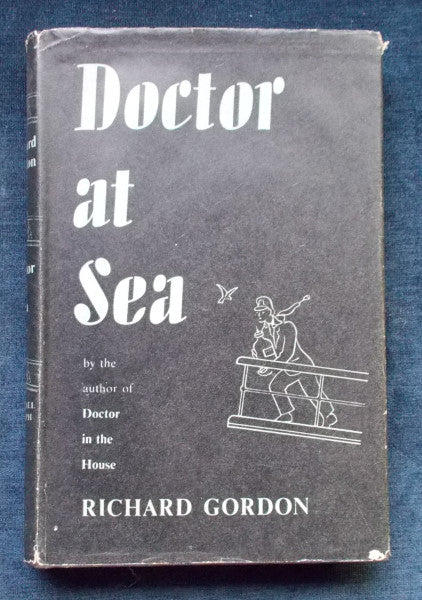 Doctor
at
Sea
by the
author of
Doctor
in the
House
RICHARD GORDON